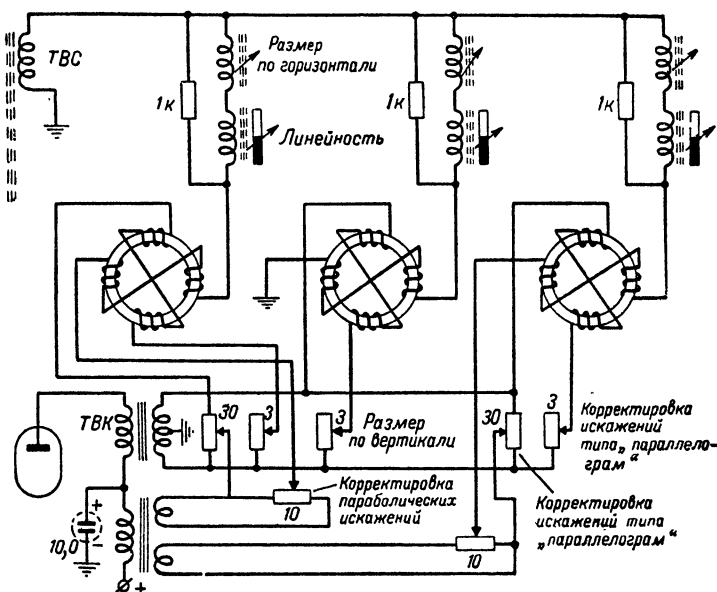 ТВС
Размер
по горизонтали
1к
1к
1к
Линейность
ТВК
30
3
3
Размер
по вертикали
30
3
Корректировка
искажений
типа „параллело-
грам“
Корректировка
параболических
искажений
10
Корректировка
искажений типа
„параллелограм“
10
10,0
+
-
+